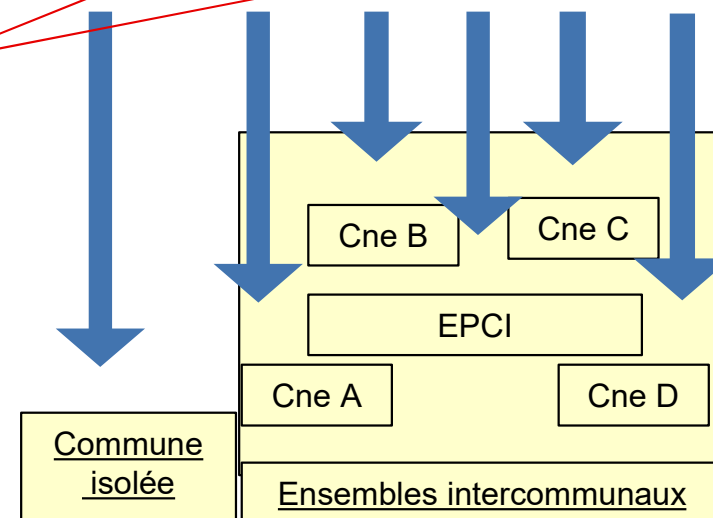 Cne B
Cne C
EPCI
Cne A
Cne D
Commune
isolée
Ensembles intercommunaux